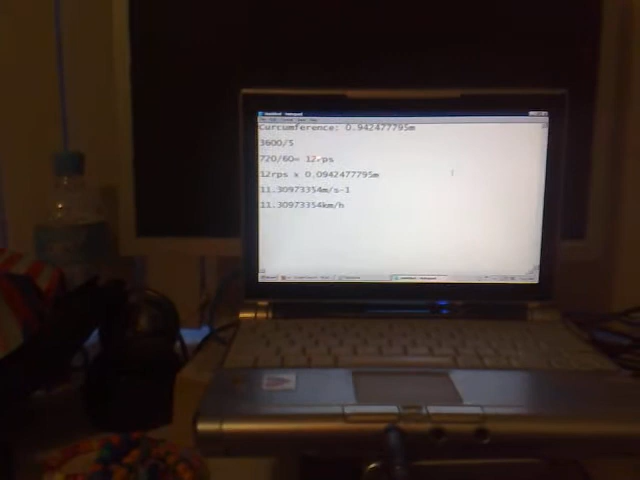 Curcumference: 0.942477795m
3600/5
720/60= 12rps
12rps x 0.0942477795m
11.30973354m/s-1
11.30973354km/h